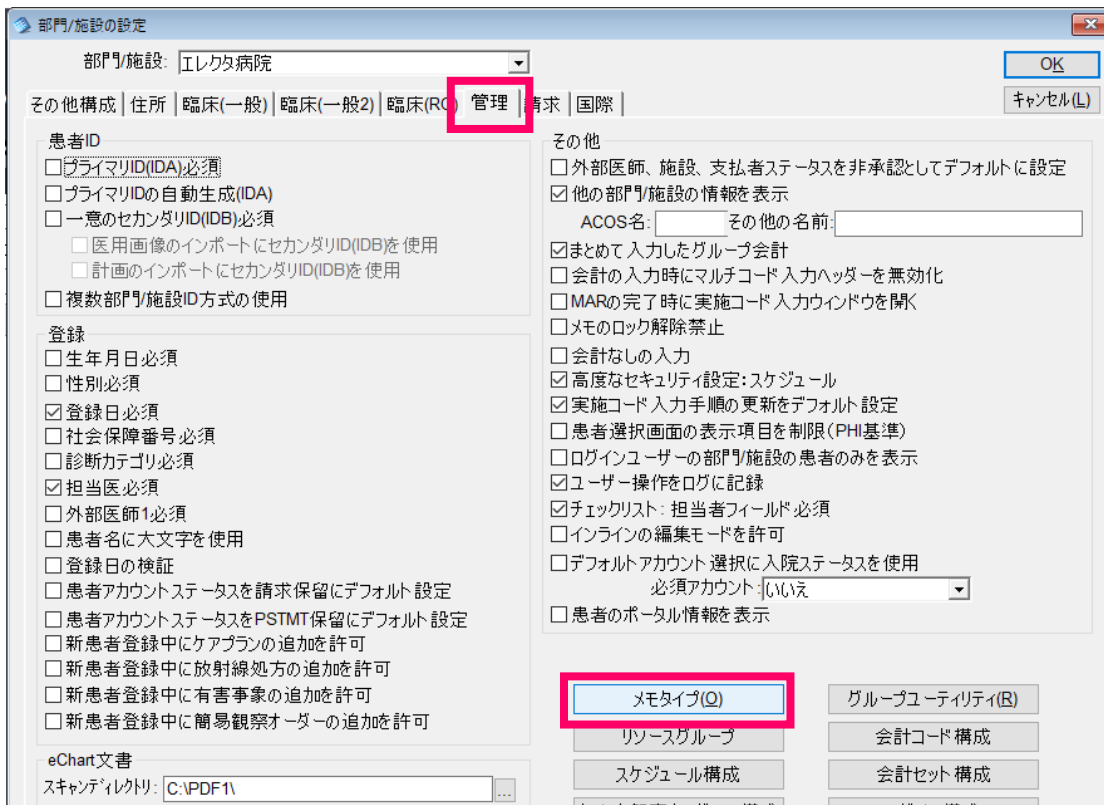 部門/施設の設定
部門/施設: エレクタ病院
OK
キャンセル(L)
その他構成 住所 臨床(一般) 臨床(一般2) 臨床(RO) 管理 請求 国際
患者ID
プライマリID(IDA)必須
プライマリIDの自動生成(IDA)
一意のセカンダリID(IDB)必須
医用画像のインポートにセカンダリID(IDB)を使用
計画のインポートにセカンダリID(IDB)を使用
複数部門/施設ID方式の使用
登録
生年月日必須
性別必須
登録日必須
社会保障番号必須
診断カテゴリ必須
担当医必須
外部医師1必須
患者名に大文字を使用
登録日の検証
患者アカウントステータスを請求保留にデフォルト設定
患者アカウントステータスをPSTMT保留にデフォルト設定
新患者登録中にケアプランの追加を許可
新患者登録中に放射線処方の追加を許可
新患者登録中に有害事象の追加を許可
新患者登録中に簡易観察オーダーの追加を許可
eChart文書
スキャンディレクトリ: C:\PDF1\ ...
その他
外部医師、施設、支払者ステータスを非承認としてデフォルトに設定
他の部門/施設の情報を表示
ACOS名: その他の名前:
まとめて入力したグループ会計
会計の入力時にマルチコード入力ヘッダーを無効化
MARの完了時に実施コード入力ウィンドウを開く
メモのロック解除禁止
会計なしの入力
高度なセキュリティ設定:スケジュール
実施コード入力手順の更新をデフォルト設定
患者選択画面の表示項目を制限(PHI基準)
ログインユーザーの部門/施設の患者のみを表示
ユーザー操作をログに記録
チェックリスト: 担当者フィールド必須
インラインの編集モードを許可
デフォルトアカウント選択に入院ステータスを使用
必須アカウント: いいえ
患者のポータル情報を表示
メモタイプ(O) グループユーティリティ(R)
リソースグループ 会計コード構成
スケジュール構成 会計セット構成